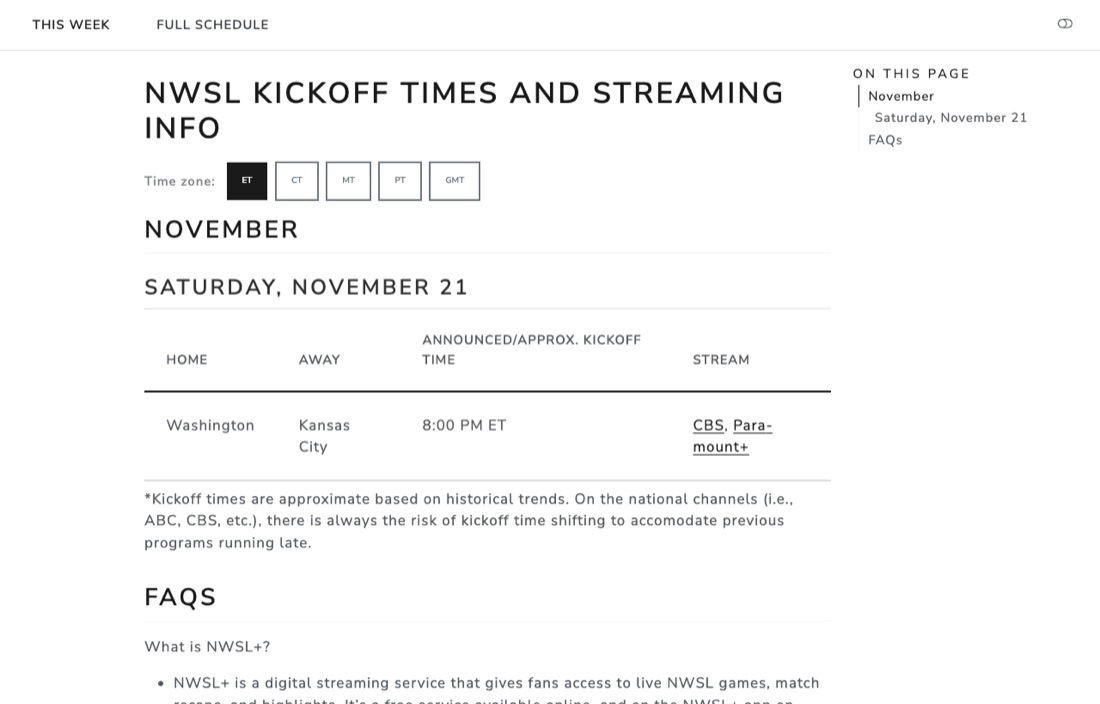 THIS WEEK FULL SCHEDULE
NWSL KICKOFF TIMES AND STREAMING
INFO
Time zone: ET CT MT PT GMT
NOVEMBER
SATURDAY, NOVEMBER 21
HOME AWAY ANNOUNCED/APPROX. KICKOFF TIME STREAM
Washington Kansas City 8:00 PM ET CBS, Para-
mount+
*Kickoff times are approximate based on historical trends. On the national channels (i.e.,
ABC, CBS, etc.), there is always the risk of kickoff time shifting to accomodate previous
programs running late.
FAQS
What is NWSL+?
• NWSL+ is a digital streaming service that gives fans access to live NWSL games, match
ON THIS PAGE
November
Saturday, November 21
FAQs